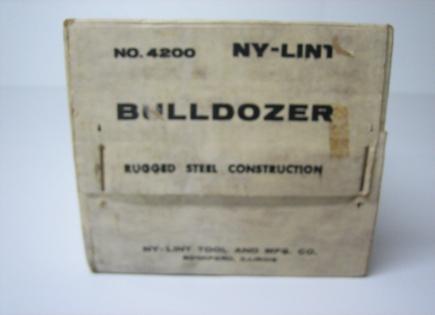 NO. 4200 NY-LINT
BULLDOZER
RUGGED STEEL CONSTRUCTION
NY-LINT TOOL AND MFG. CO.
ROCKFORD, ILLINOIS